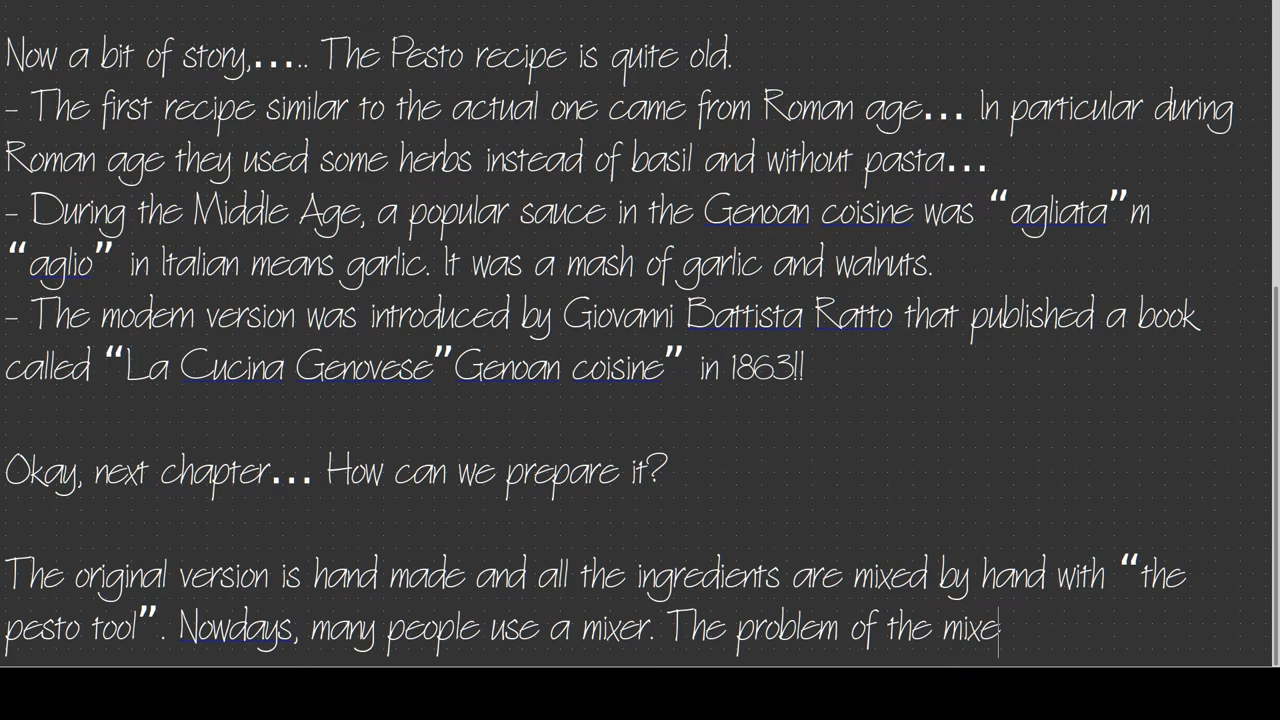 Now a bit of story,..... The Pesto recipe is quite old.
- The first recipe similar to the actual one came from Roman age... In particular during
Roman age they used some herbs instead of basil and without pasta...
- During the Middle Age, a popular sauce in the Genoan coisine was “agliata”m
“aglio” in Italian means garlic. It was a mash of garlic and walnuts.
- The modern version was introduced by Giovanni Battista Ratto that published a book
called “La Cucina Genovese”Genoan coisine” in 1863!!
Okay, next chapter... How can we prepare it?
The original version is hand made and all the ingredients are mixed by hand with “the
pesto tool”. Nowdays, many people use a mixer. The problem of the mixe